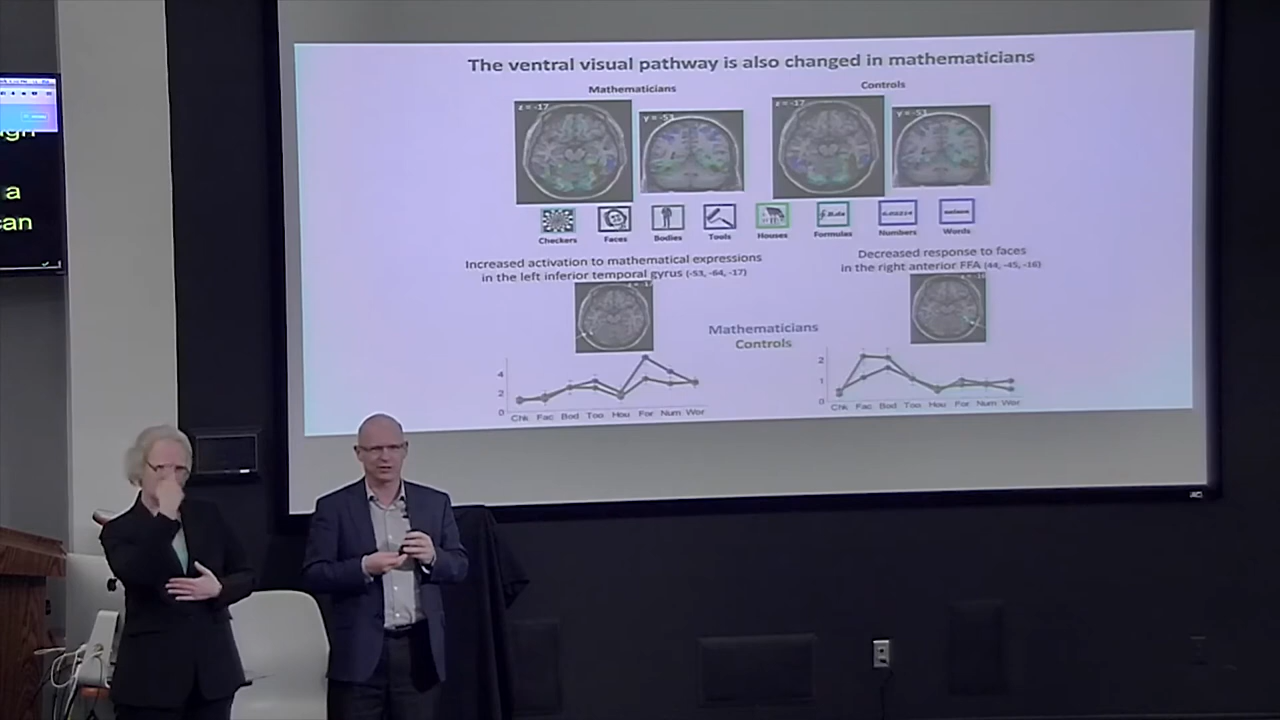 The ventral visual pathway is also changed in mathematicians
Mathematicians
Controls
z = -17
y = -53
z = -17
y = -53
Checkers
Faces
Bodies
Tools
Houses
Formulas
Numbers
Words
Increased activation to mathematical expressions
in the left inferior temporal gyrus (-53, -64, -17)
Decreased response to faces
in the right anterior FFA (44, -45, -16)
Mathematicians
Controls
4
2
0
Chk Fac Bod Too Hou For Num Wor
2
1
0
Chk Fac Bod Too Hou For Num Wor
a
can